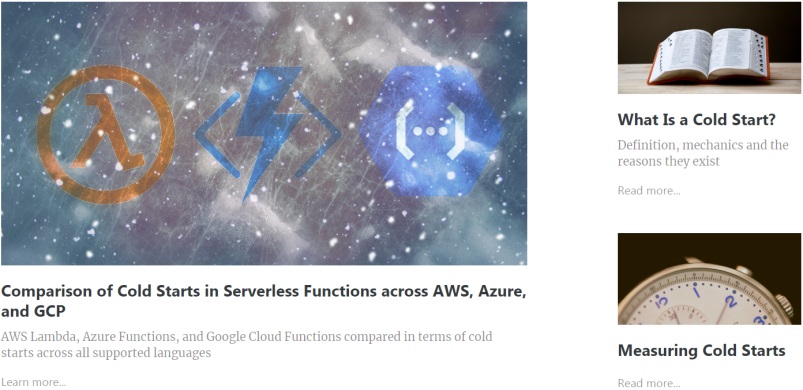 Comparison of Cold Starts in Serverless Functions across AWS, Azure,
and GCP
AWS Lambda, Azure Functions, and Google Cloud Functions compared in terms of cold
starts across all supported languages
Learn more...
What Is a Cold Start?
Definition, mechanics and the
reasons they exist
Read more...
Measuring Cold Starts
Read more...